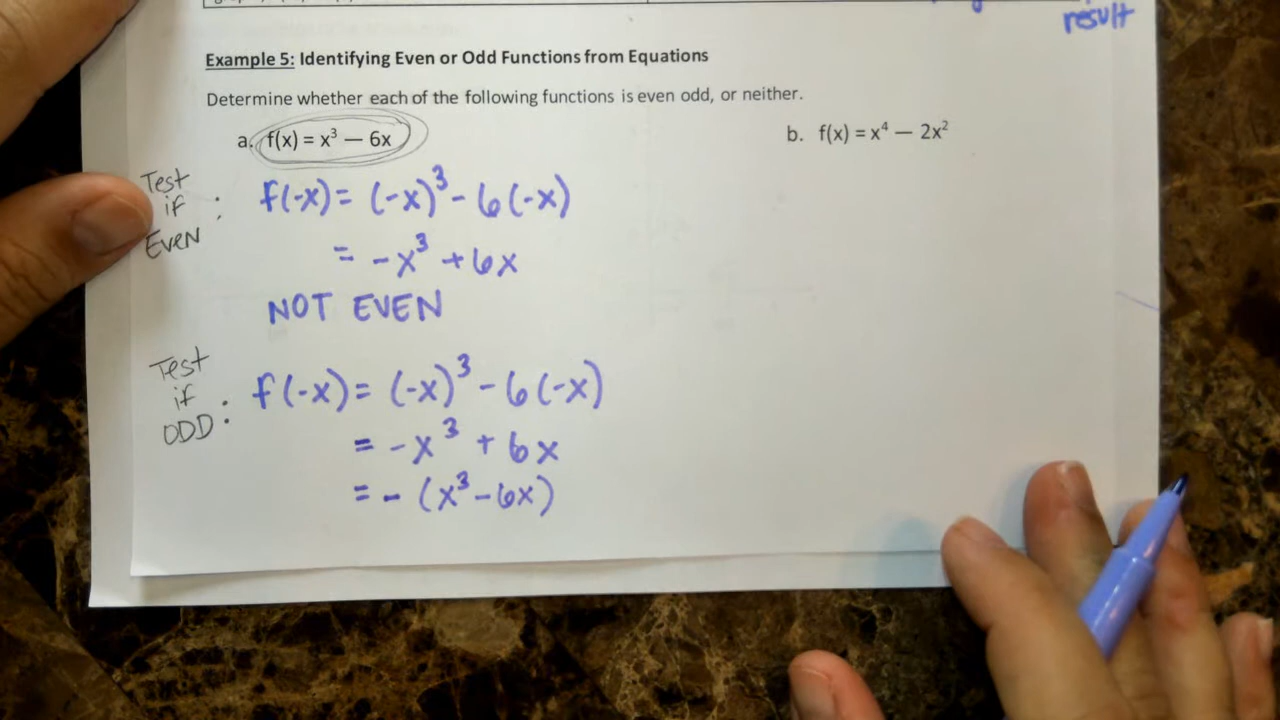 result
Example 5: Identifying Even or Odd Functions from Equations
Determine whether each of the following functions is even odd, or neither.
a. f(x) = x³ — 6x
b. f(x) = x⁴ — 2x²
Test
if
EVEN :
f(-x) = (-x)³ - 6(-x)
= -x³ + 6x
NOT EVEN
Test
if
ODD :
f(-x) = (-x)³ - 6(-x)
= -x³ + 6x
= - (x³ - 6x)